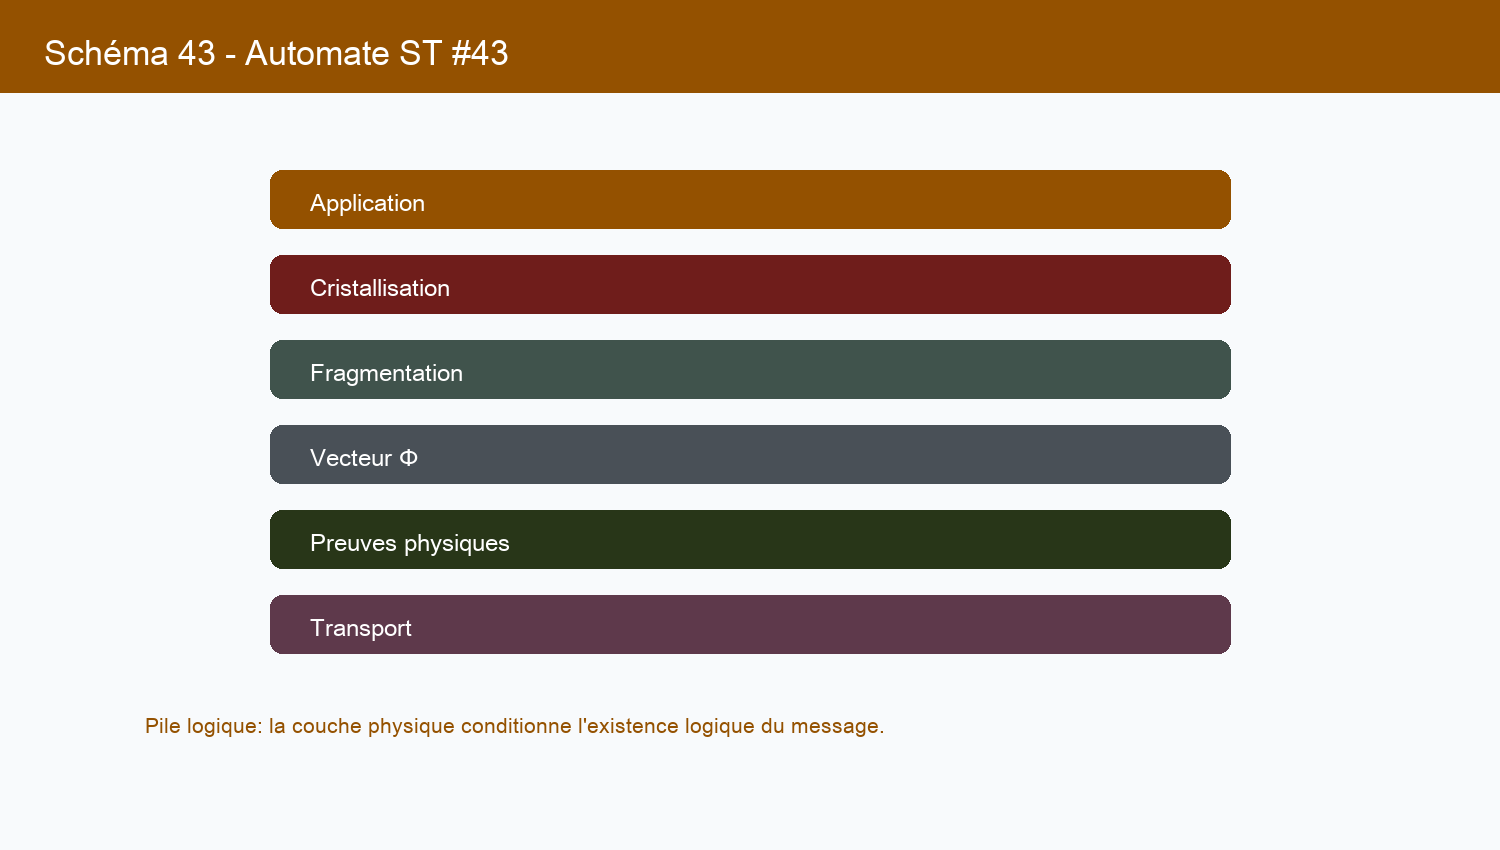 Schéma 43 - Automate ST #43
Application
Cristallisation
Fragmentation
Vecteur Φ
Preuves physiques
Transport
Pile logique: la couche physique conditionne l'existence logique du message.